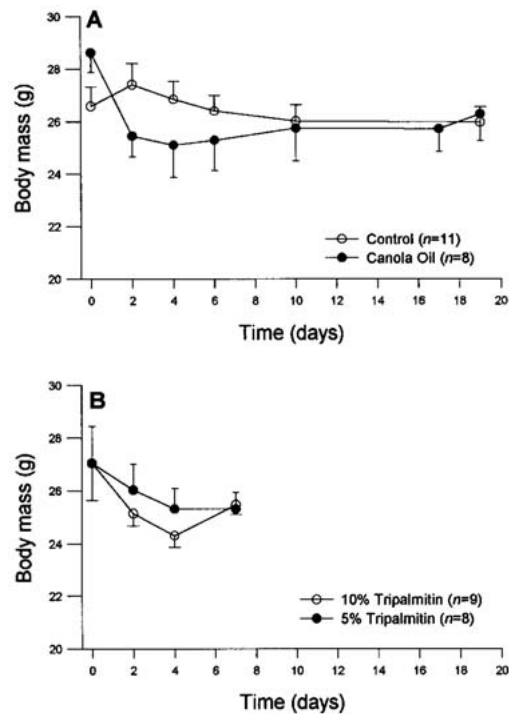 A
30
28
26
24
22
20
Body mass (g)
Control (n=11)
Canola Oil (n=8)
0 2 4 6 8 10 12 14 16 18 20
Time (days)
B
30
28
26
24
22
20
Body mass (g)
10% Tripalmitin (n=9)
5% Tripalmitin (n=8)
0 2 4 6 8 10 12 14 16 18 20
Time (days)